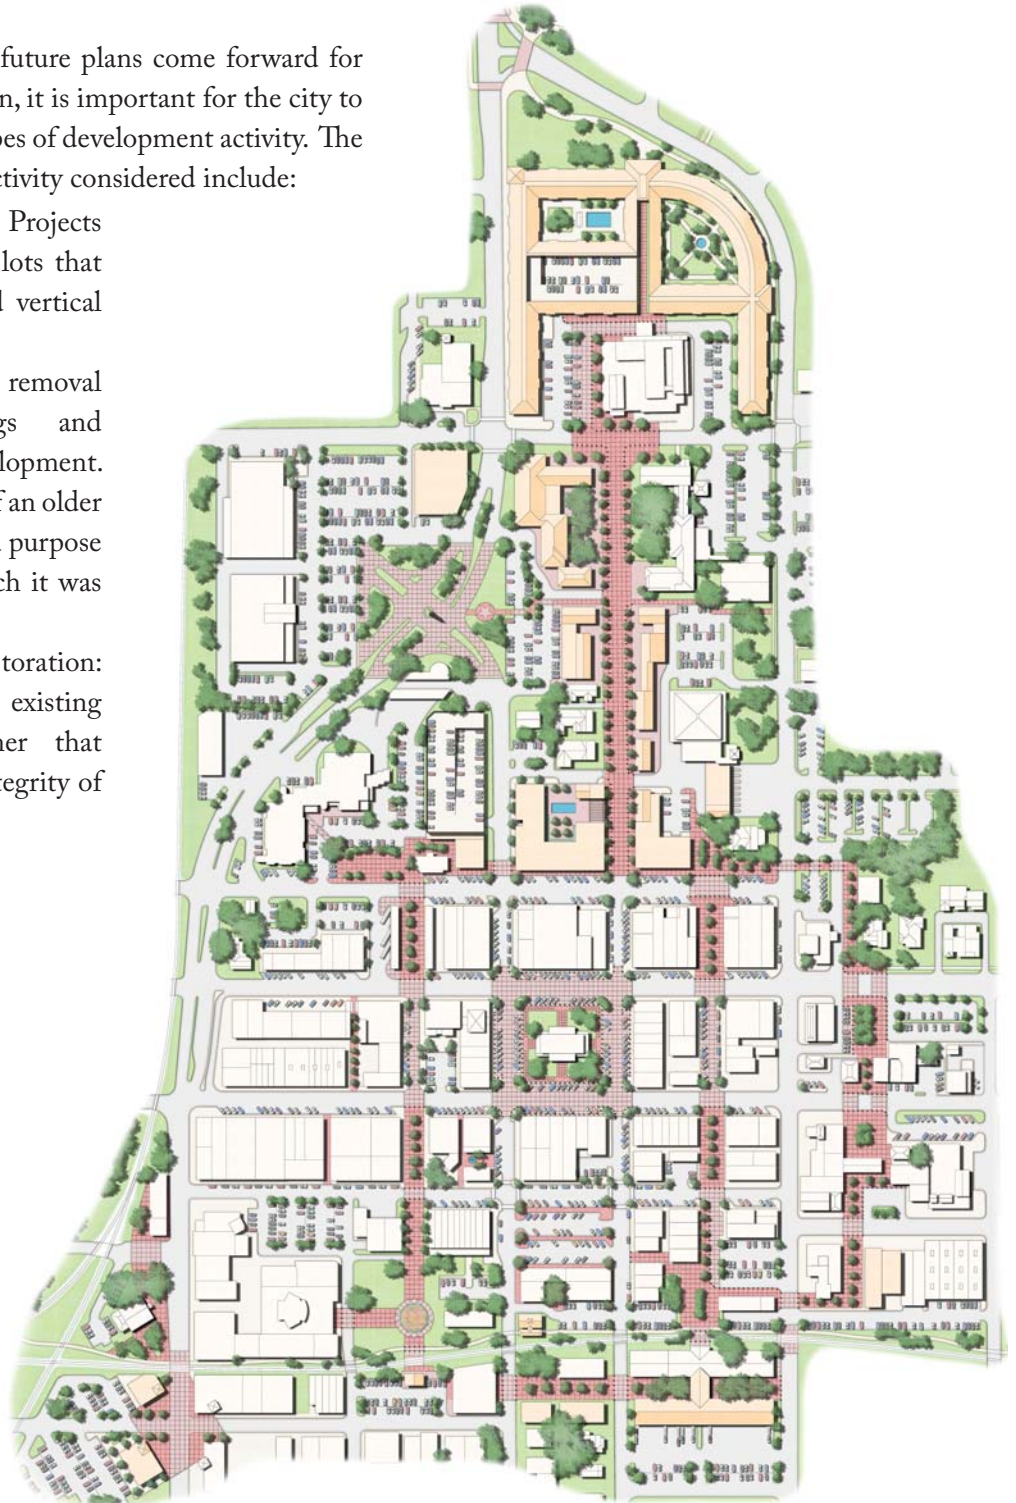 future plans come forward for
n, it is important for the city to
pes of development activity. The
ctivity considered include:
Projects
lots that
d vertical
removal
gs and
lopment.
f an older
purpose
ch it was
toration:
existing
ner that
tegrity of